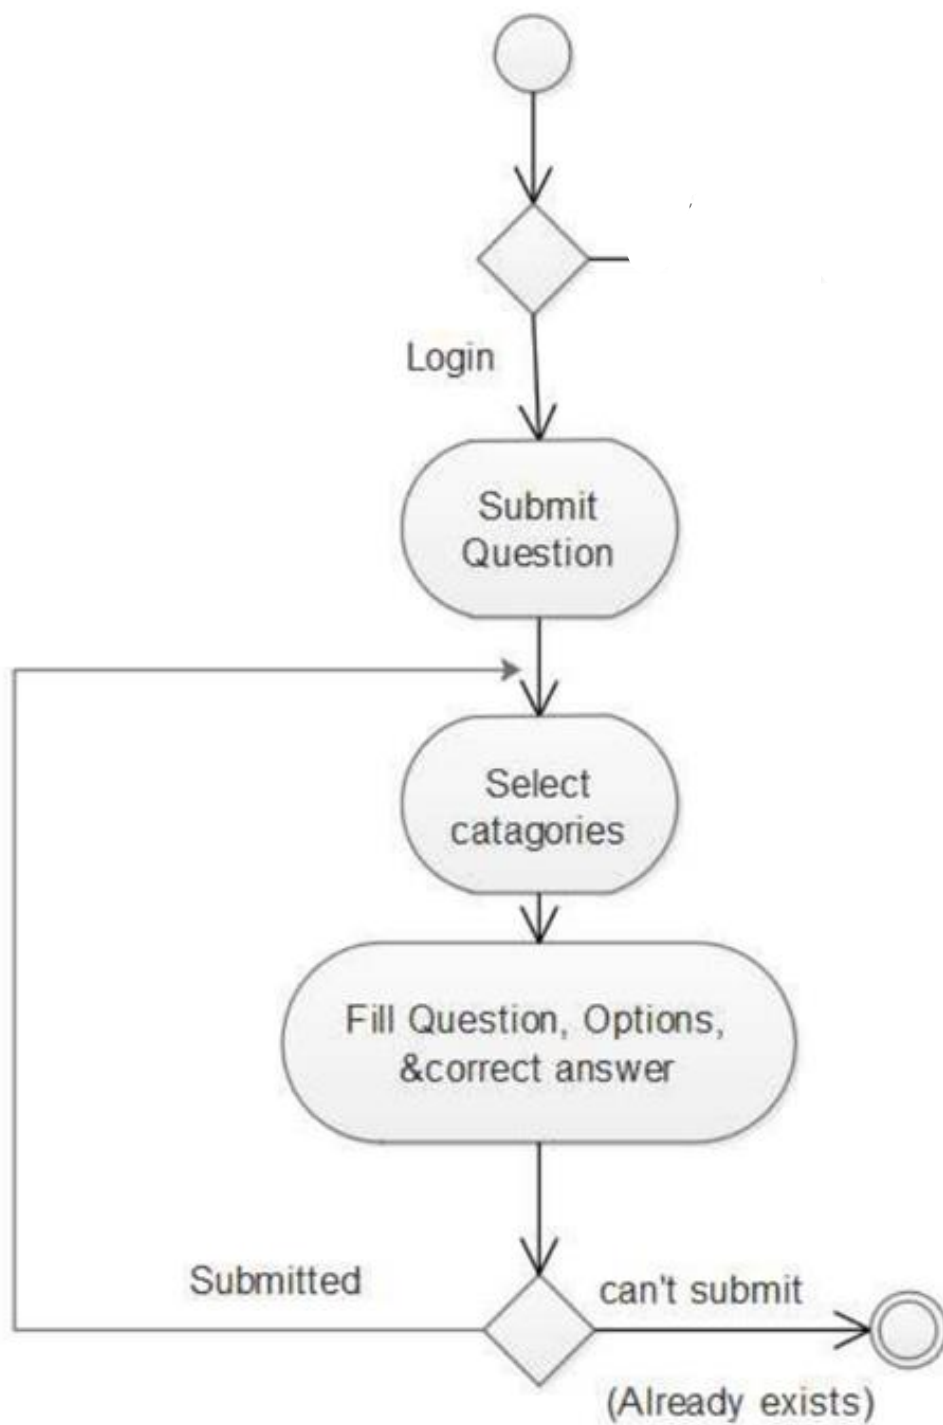 Login
Submit
Question
Select
catagories
Fill Question, Options,
&correct answer
Submitted
can't submit
(Already exists)